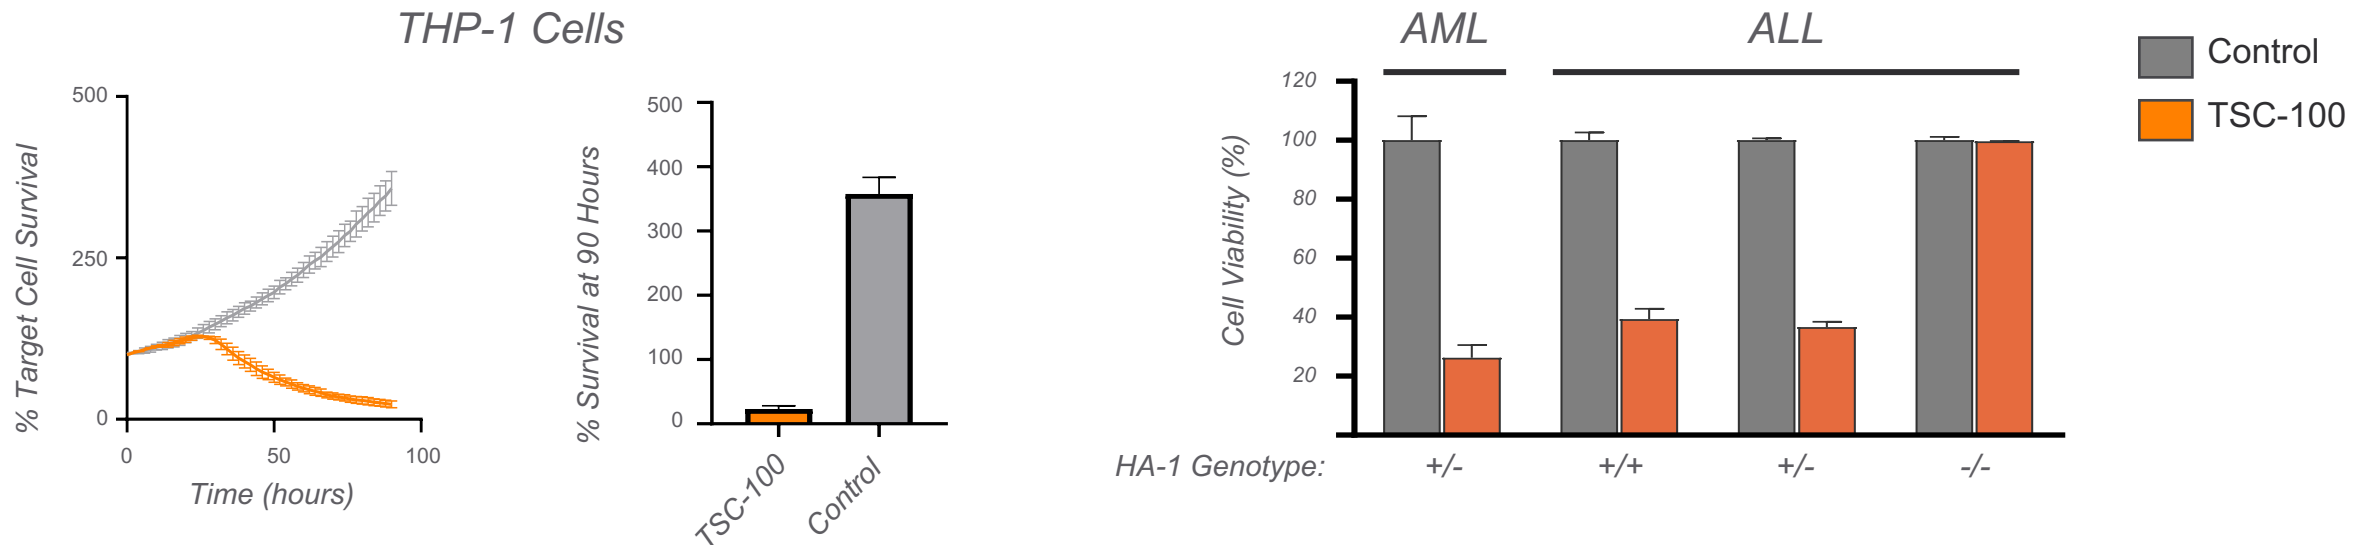 THP-1 Cells
% Target Cell Survival
500
250
0
0 50 100
Time (hours)
% Survival at 90 Hours
500
400
300
200
100
0
TSC-100
Control
AML ALL
Cell Viability (%)
120
100
80
60
40
20
HA-1 Genotype: +/- +/+ +/- -/-
Control
TSC-100